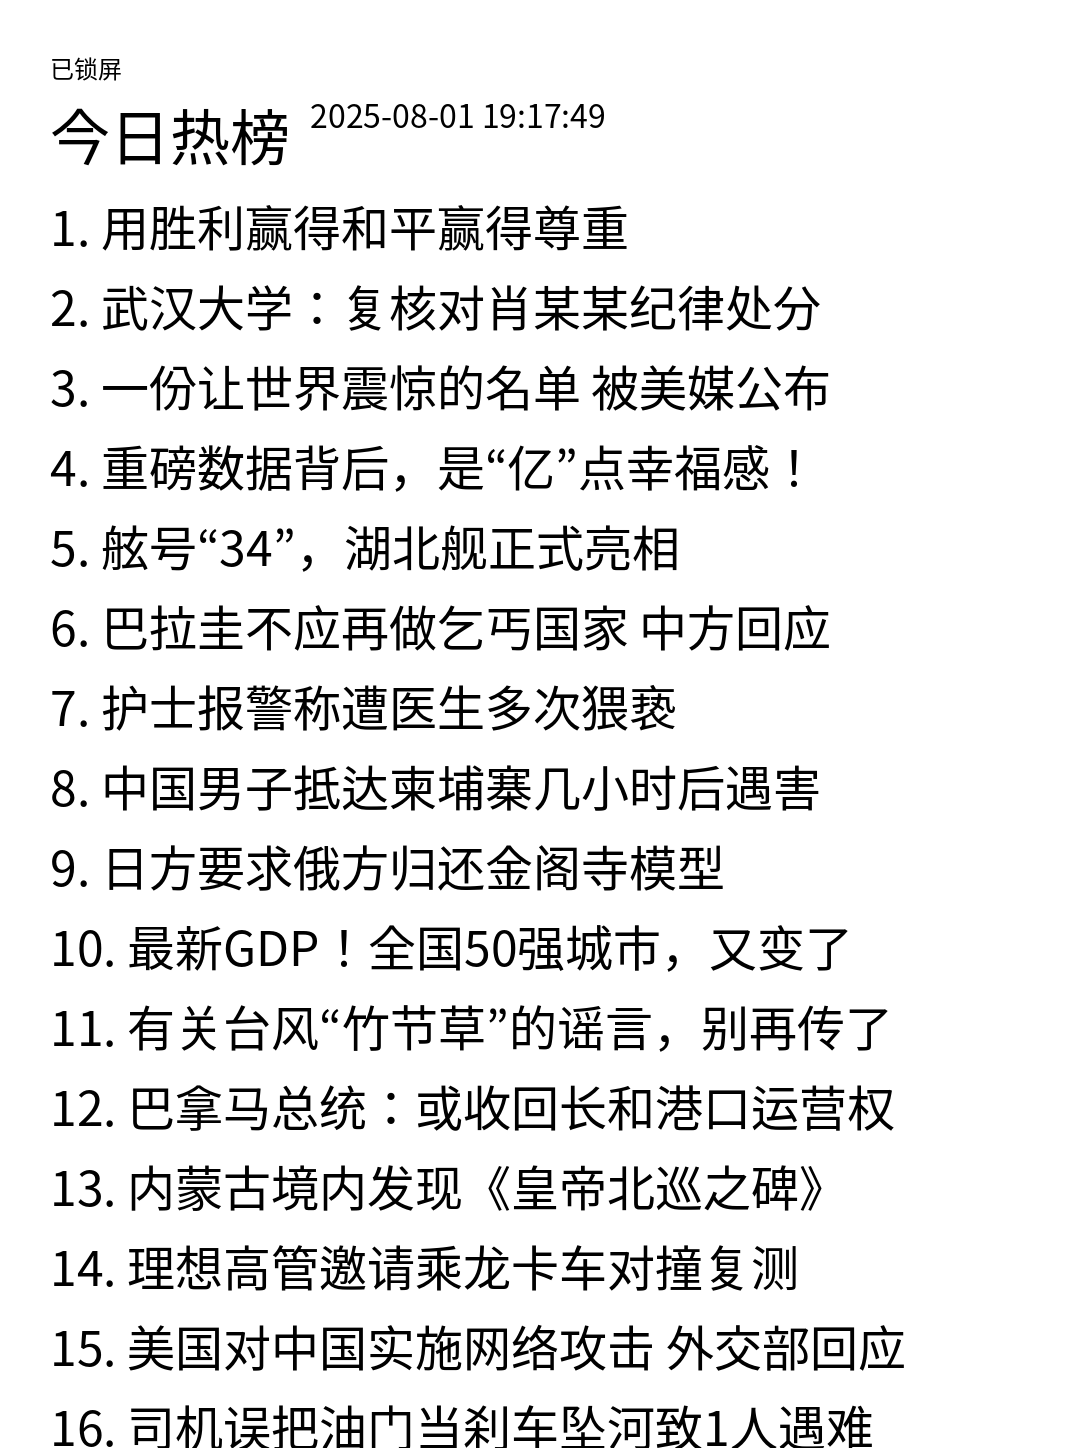 已锁屏
今日热榜 2025-08-01 19:17:49
1. 用胜利赢得和平赢得尊重
2. 武汉大学：复核对肖某某纪律处分
3. 一份让世界震惊的名单 被美媒公布
4. 重磅数据背后，是“亿”点幸福感！
5. 舷号“34”，湖北舰正式亮相
6. 巴拉圭不应再做乞丐国家 中方回应
7. 护士报警称遭医生多次猥亵
8. 中国男子抵达柬埔寨几小时后遇害
9. 日方要求俄方归还金阁寺模型
10. 最新GDP！全国50强城市，又变了
11. 有关台风“竹节草”的谣言，别再传了
12. 巴拿马总统：或收回长和港口运营权
13. 内蒙古境内发现《皇帝北巡之碑》
14. 理想高管邀请乘龙卡车对撞复测
15. 美国对中国实施网络攻击 外交部回应
16. 司机误把油门当刹车坠河致1人遇难